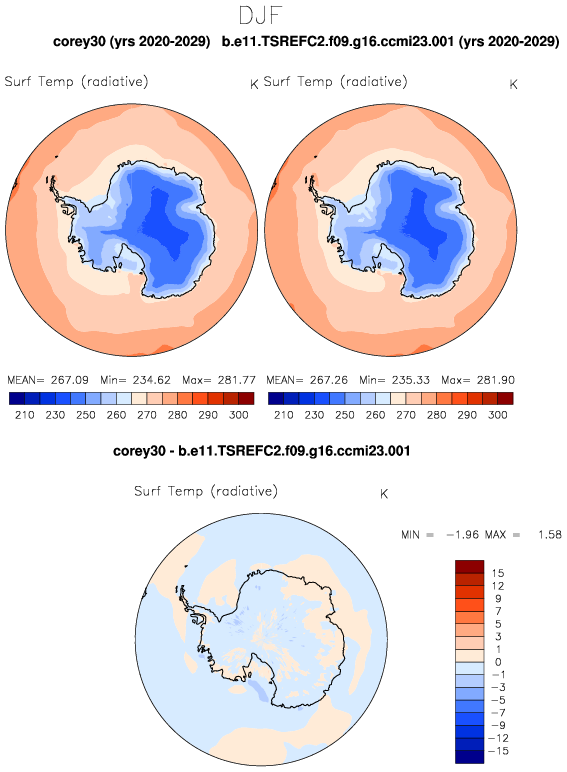 DJF
corey30 (yrs 2020-2029) b.e11.TSREFC2.f09.g16.ccmi23.001 (yrs 2020-2029)
Surf Temp (radiative) K Surf Temp (radiative) K
MEAN= 267.09 Min= 234.62 Max= 281.77 MEAN= 267.26 Min= 235.33 Max= 281.90
210 230 250 260 270 280 290 300 210 230 250 260 270 280 290 300
corey30 - b.e11.TSREFC2.f09.g16.ccmi23.001
Surf Temp (radiative) K
MIN = -1.96 MAX = 1.58
15
12
9
7
5
3
1
0
-1
-3
-5
-7
-9
-12
-15